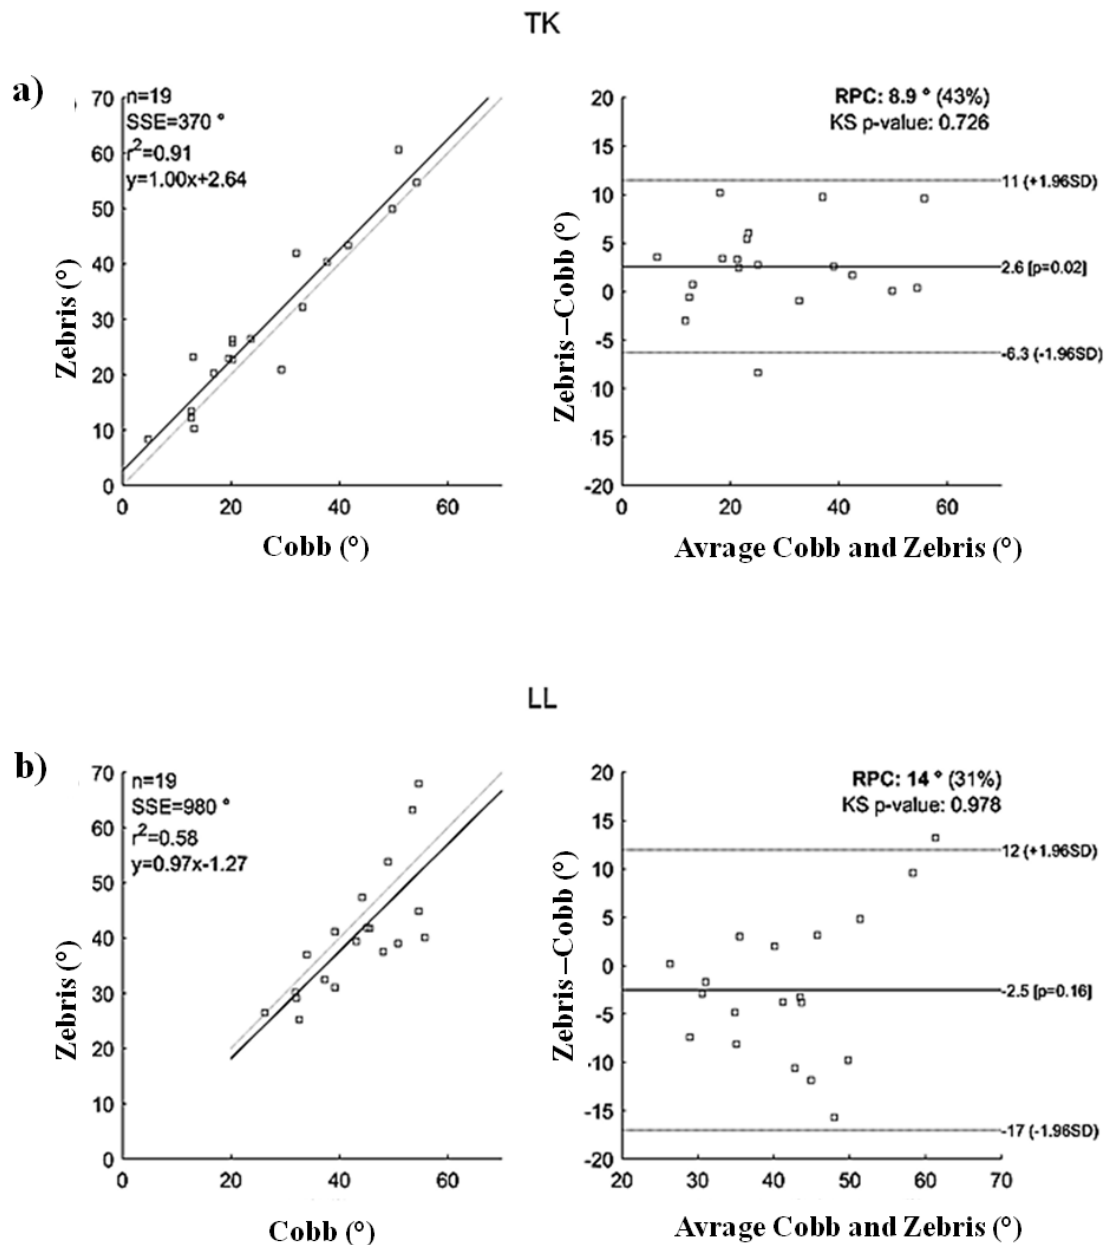 TK
a)
n=19
SSE=370 °
r²=0.91
y=1.00x+2.64
70
60
50
40
30
20
10
0
Zebris (°)
0 20 40 60
Cobb (°)
RPC: 8.9 ° (43%)
KS p-value: 0.726
20
15
10
5
0
-5
-10
15
-20
Zebris–Cobb (°)
11 (+1.96SD)
2.6 [p=0.02]
-6.3 (-1.96SD)
0 20 40 60
Avrage Cobb and Zebris (°)
LL
b)
n=19
SSE=980 °
r²=0.58
y=0.97x-1.27
70
60
50
40
30
20
10
0
Zebris (°)
0 20 40 60
Cobb (°)
RPC: 14 ° (31%)
KS p-value: 0.978
20
15
10
5
0
-5
-10
-15
-20
Zebris–Cobb (°)
12 (+1.96SD)
-2.5 [p=0.16]
-17 (-1.96SD)
20 30 40 50 60 70
Avrage Cobb and Zebris (°)